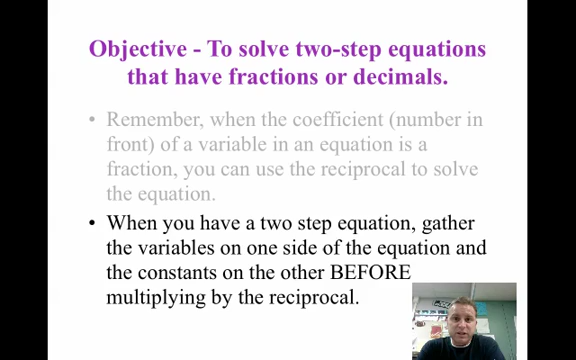 Objective - To solve two-step equations
that have fractions or decimals.
• Remember, when the coefficient (number in
front) of a variable in an equation is a
fraction, you can use the reciprocal to solve
the equation.
• When you have a two step equation, gather
the variables on one side of the equation and
the constants on the other BEFORE
multiplying by the reciprocal.